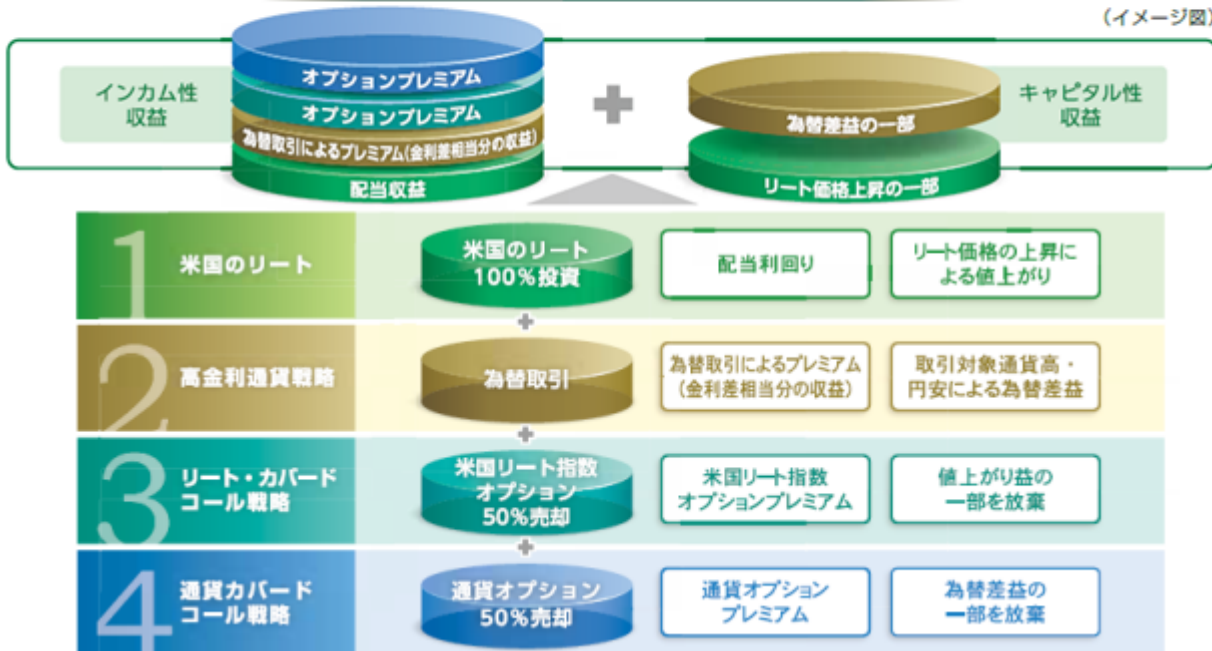 （イメージ図）
インカム性
収益
オプションプレミアム
オプションプレミアム
為替取引によるプレミアム(金利差相当分の収益)
配当収益
+
為替差益の一部
リート価格上昇の一部
キャピタル性
収益
1
米国のリート
米国のリート
100%投資
配当利回り
リート価格の上昇に
よる値上がり
+
2
高金利通貨戦略
為替取引
為替取引によるプレミアム
(金利差相当分の収益)
取引対象通貨高・
円安による為替差益
+
3
リート・カバード
コール戦略
米国リート指数
オプション
50%売却
米国リート指数
オプションプレミアム
値上がり益の
一部を放棄
+
4
通貨カバード
コール戦略
通貨オプション
50%売却
通貨オプション
プレミアム
為替差益の
一部を放棄